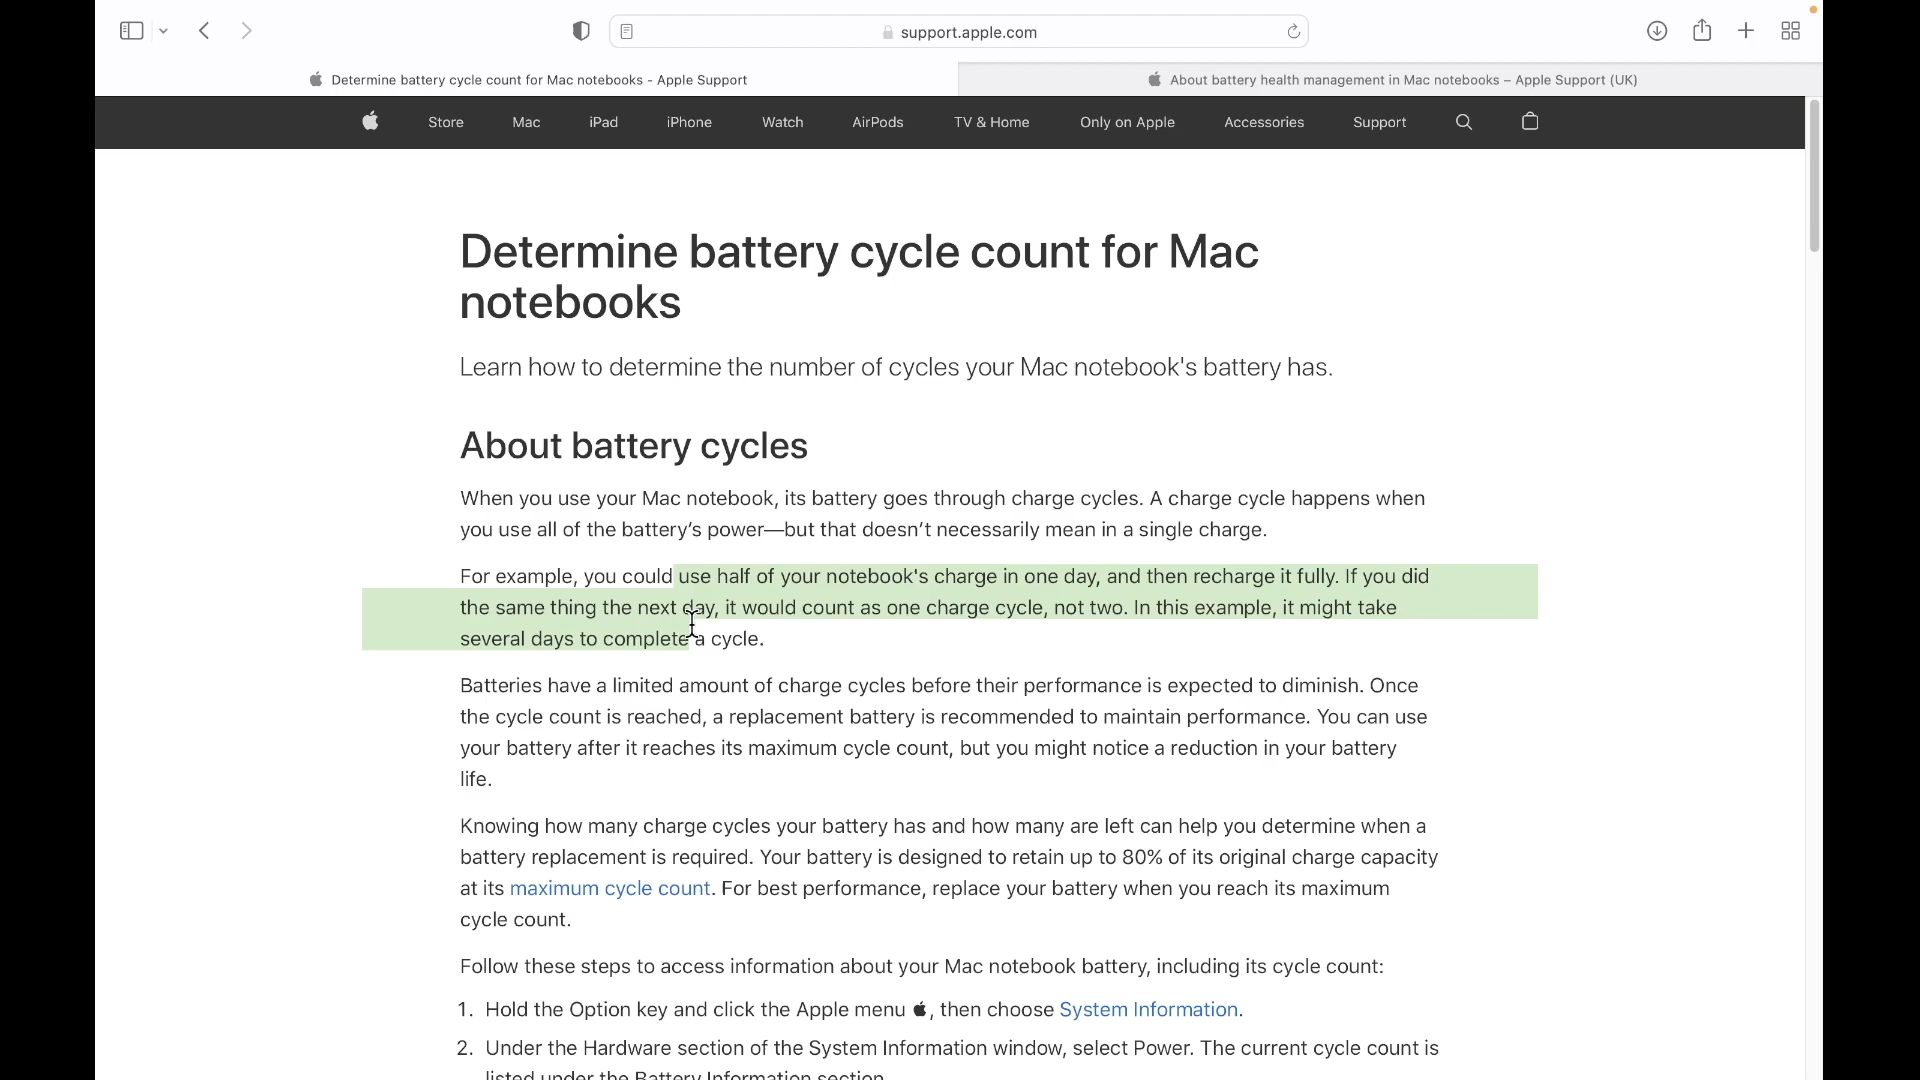 support.apple.com
Determine battery cycle count for Mac notebooks - Apple Support
About battery health management in Mac notebooks – Apple Support (UK)
Store Mac iPad iPhone Watch AirPods TV & Home Only on Apple Accessories Support
Determine battery cycle count for Mac
notebooks
Learn how to determine the number of cycles your Mac notebook's battery has.
About battery cycles
When you use your Mac notebook, its battery goes through charge cycles. A charge cycle happens when
you use all of the battery’s power—but that doesn’t necessarily mean in a single charge.
For example, you could use half of your notebook's charge in one day, and then recharge it fully. If you did
the same thing the next day, it would count as one charge cycle, not two. In this example, it might take
several days to complete a cycle.
Batteries have a limited amount of charge cycles before their performance is expected to diminish. Once
the cycle count is reached, a replacement battery is recommended to maintain performance. You can use
your battery after it reaches its maximum cycle count, but you might notice a reduction in your battery
life.
Knowing how many charge cycles your battery has and how many are left can help you determine when a
battery replacement is required. Your battery is designed to retain up to 80% of its original charge capacity
at its maximum cycle count. For best performance, replace your battery when you reach its maximum
cycle count.
Follow these steps to access information about your Mac notebook battery, including its cycle count:
1. Hold the Option key and click the Apple menu , then choose System Information.
2. Under the Hardware section of the System Information window, select Power. The current cycle count is
listed under the Battery Information section.